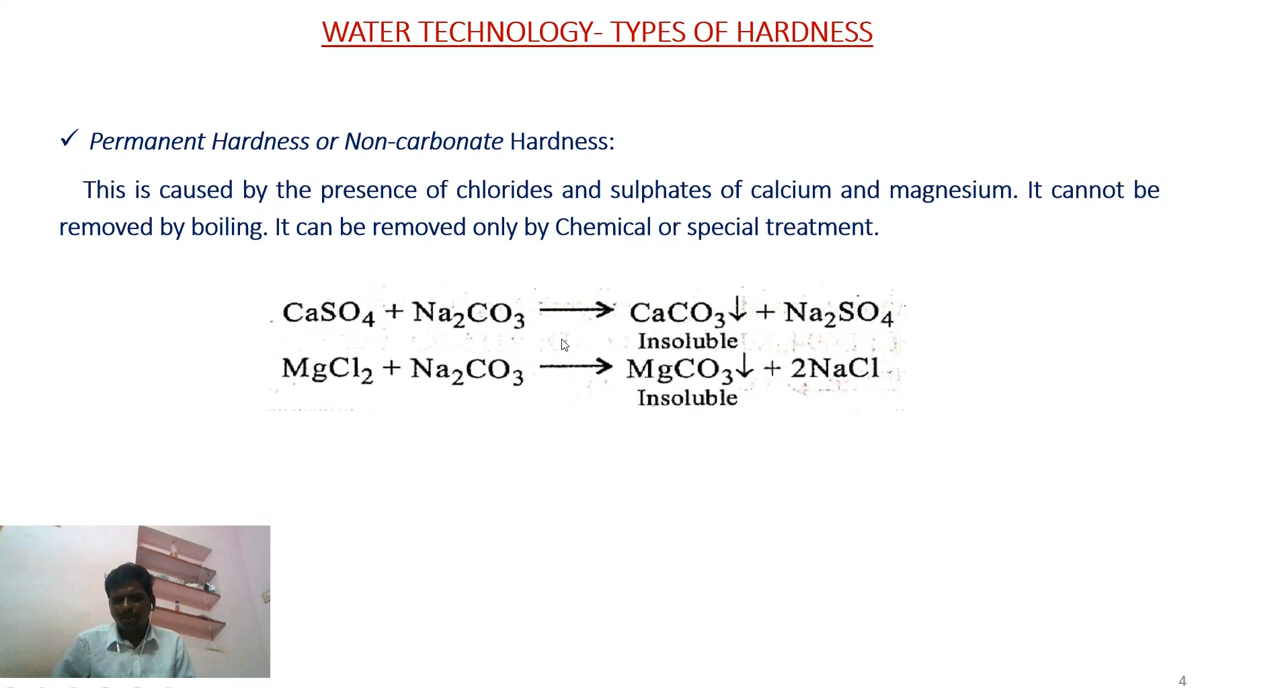 WATER TECHNOLOGY- TYPES OF HARDNESS
✓ Permanent Hardness or Non-carbonate Hardness:
This is caused by the presence of chlorides and sulphates of calcium and magnesium. It cannot be
removed by boiling. It can be removed only by Chemical or special treatment.
CaSO₄ + Na₂CO₃ ⟶ CaCO₃↓ + Na₂SO₄
Insoluble
MgCl₂ + Na₂CO₃ ⟶ MgCO₃↓ + 2NaCl
Insoluble
4